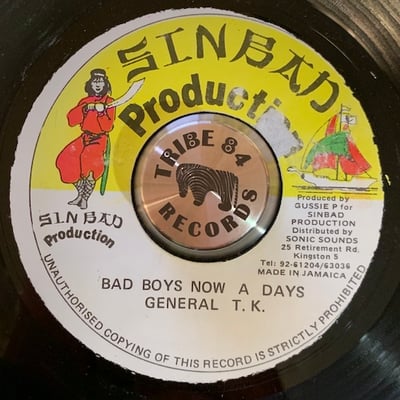 SINBAD
Production
TRIBE 84
RECORDS
SINBAD
Production
Produced by
GUSSIE P for
SINBAD
PRODUCTION
Distributed by
SONIC SOUNDS
25 Retirement Rd.
Kingston 5
Tel: 92-61204/63036
MADE IN JAMAICA
BAD BOYS NOW A DAYS
GENERAL T.K.
UNAUTHORISED COPYING OF THIS RECORD IS STRICTLY PROHIBITED